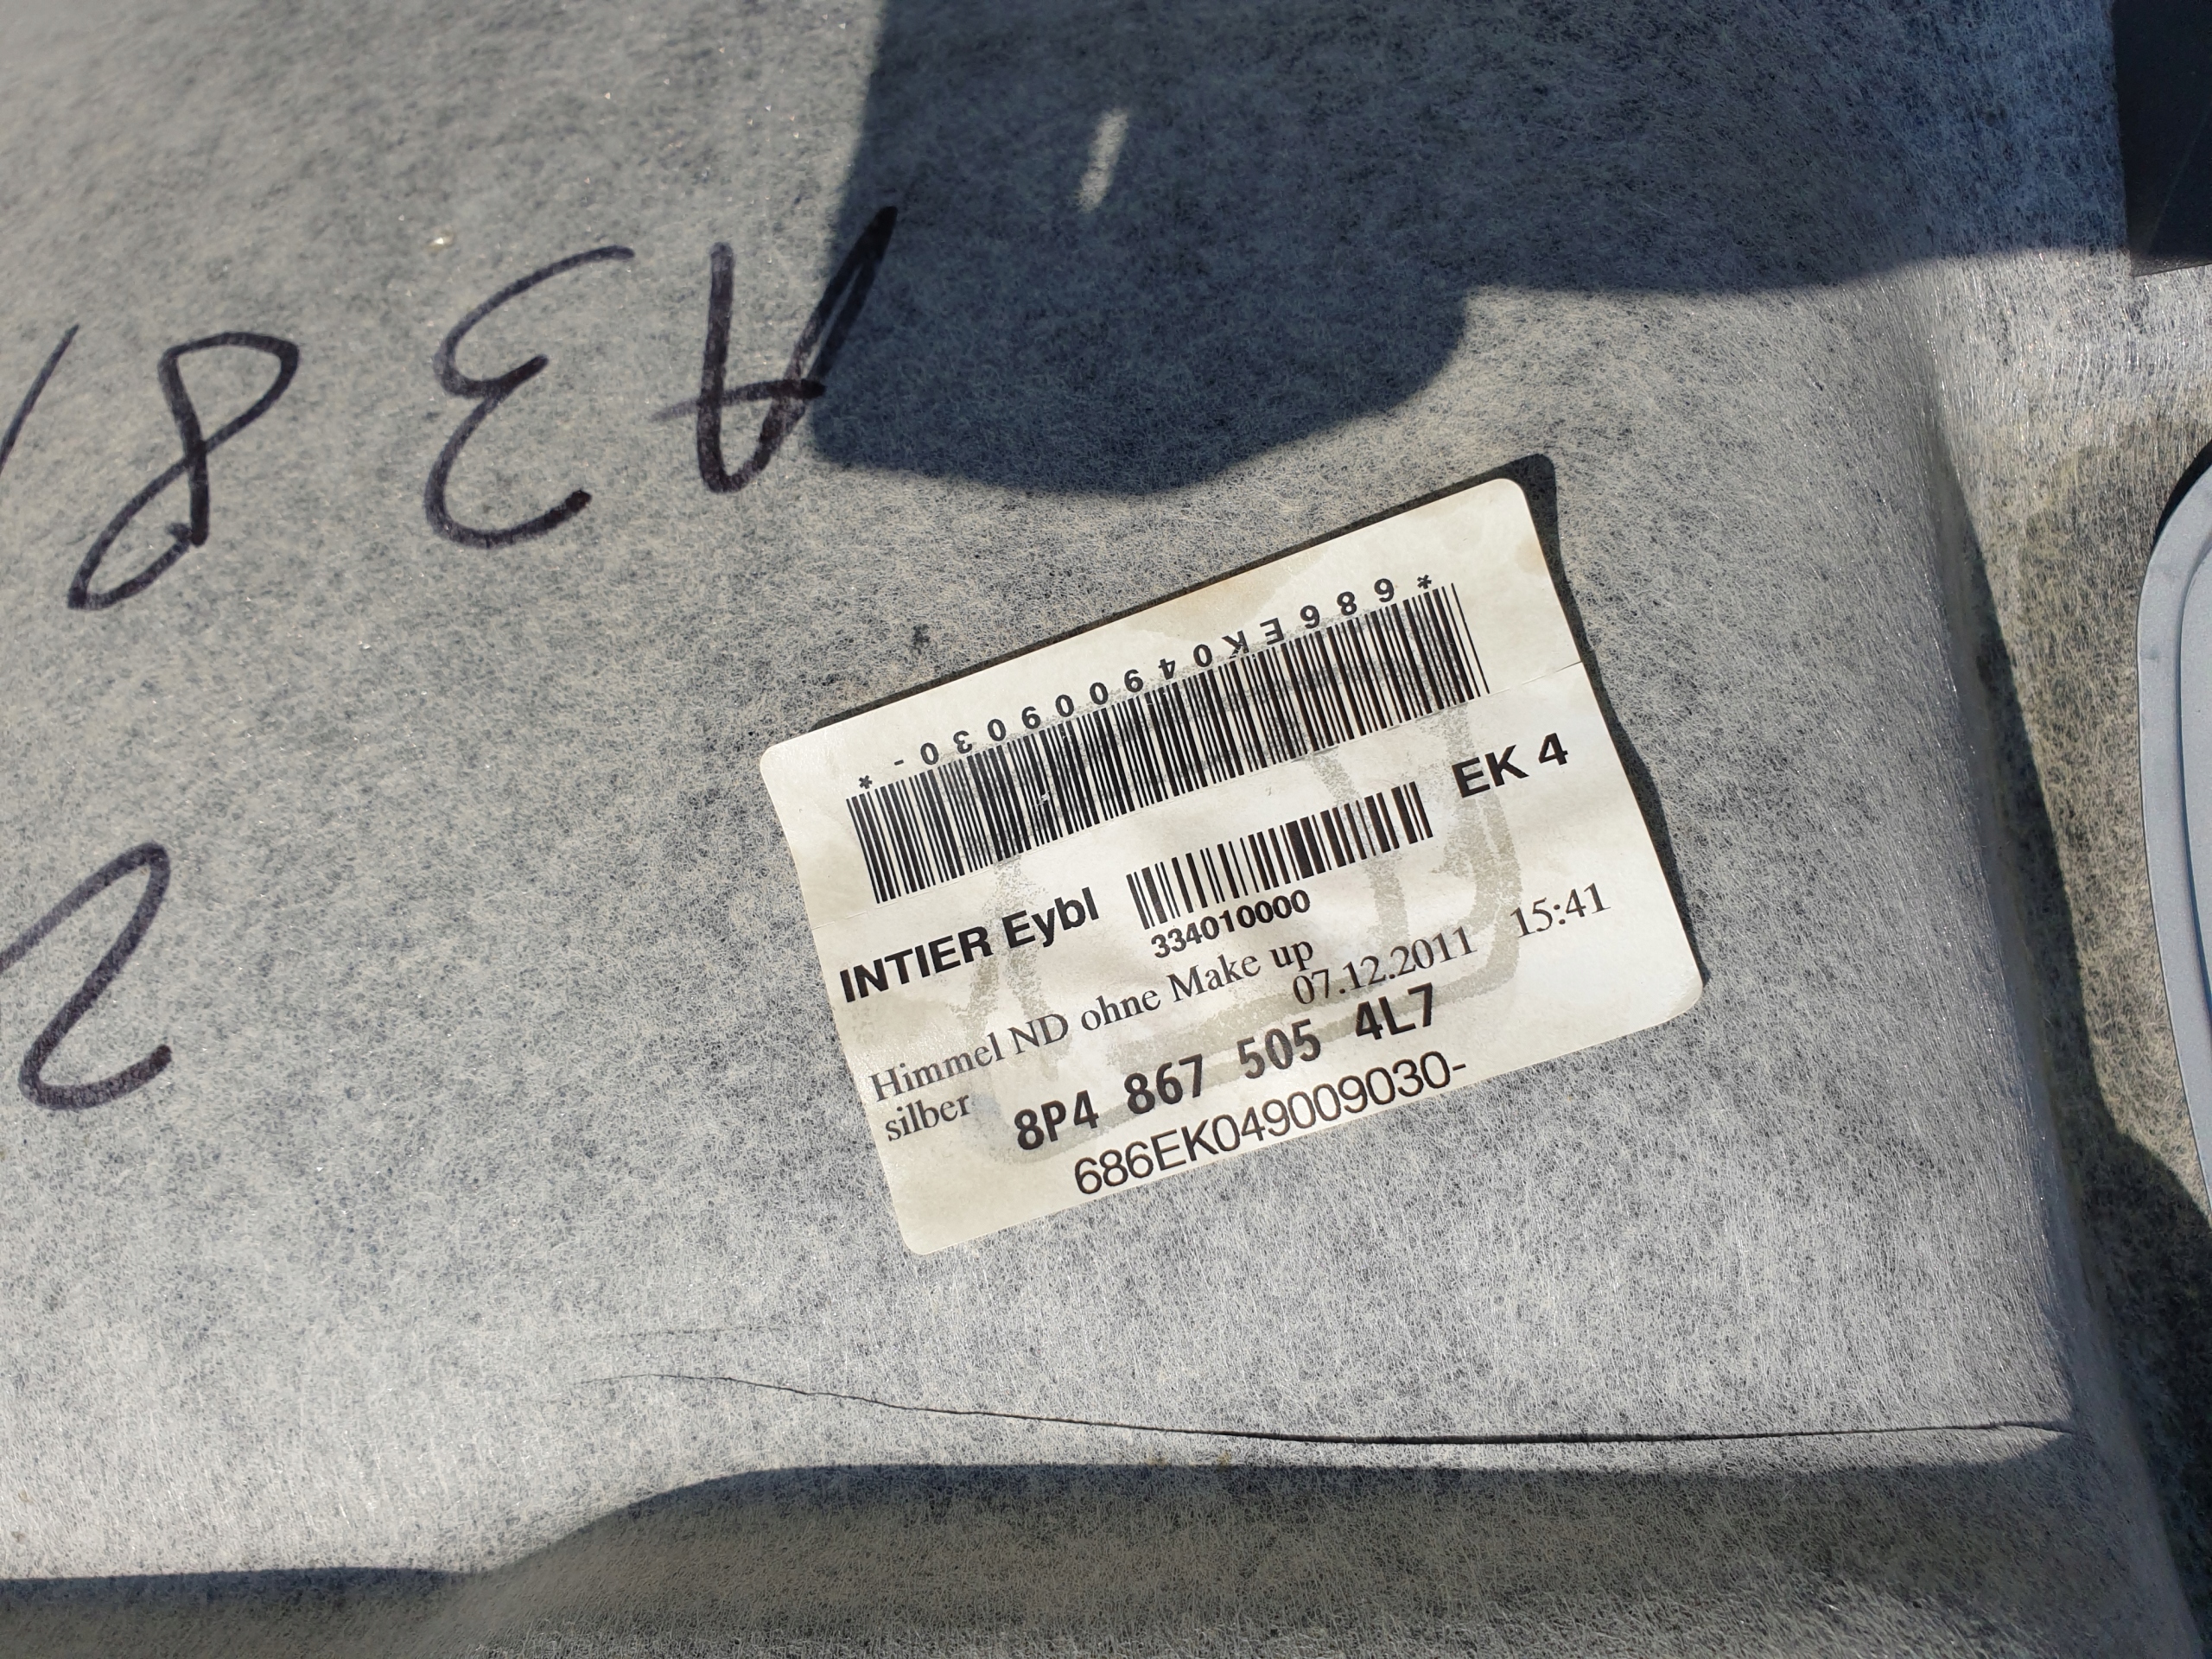 A3 8
2
*686EK049009030-*
INTIER Eybl
EK 4
334010000
Himmel ND ohne Make up
silber
07.12.2011 15:41
8P4 867 505 4L7
686EK049009030-